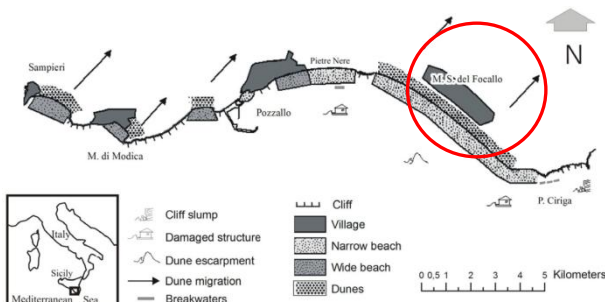 Sampieri
M. di Modica
Pozzallo
Pietre Nere
M. S. del Focallo
P. Ciriga
N
Italy
Sicily
Mediterranean Sea
Cliff slump
Damaged structure
Dune escarpment
Dune migration
Breakwaters
Cliff
Village
Narrow beach
Wide beach
Dunes
0 0,5 1 2 3 4 5 Kilometers